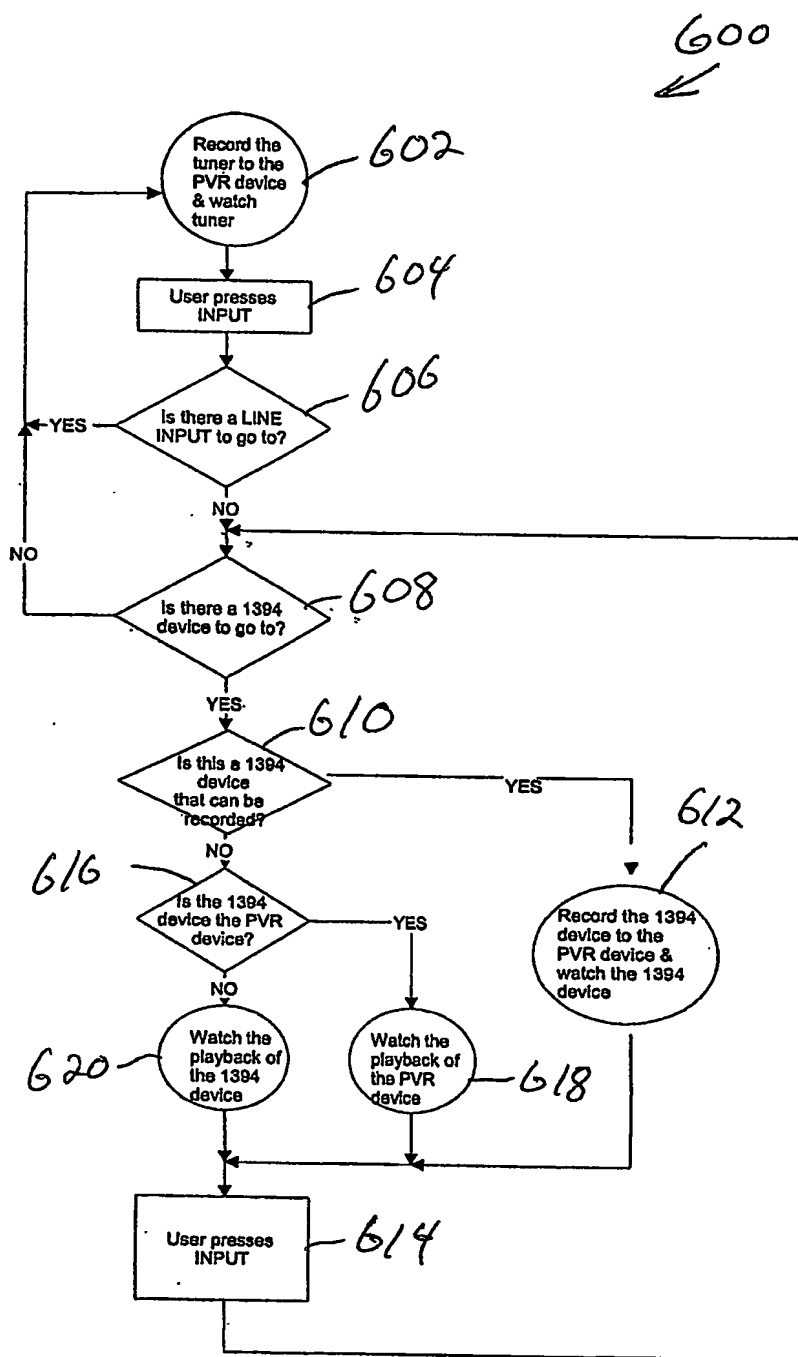 600
Record the
tuner to the
PVR device
& watch
tuner
602
User presses
INPUT
604
Is there a LINE
INPUT to go to?
606
YES
NO
NO
Is there a 1394
device to go to?
608
YES
Is this a 1394
device
that can be
recorded?
610
YES
612
NO
616
Is the 1394
device the PVR
device?
YES
Record the 1394
device to the
PVR device &
watch the 1394
device
NO
Watch the
playback of
the 1394
device
620
Watch the
playback of
the PVR
device
618
User presses
INPUT
614